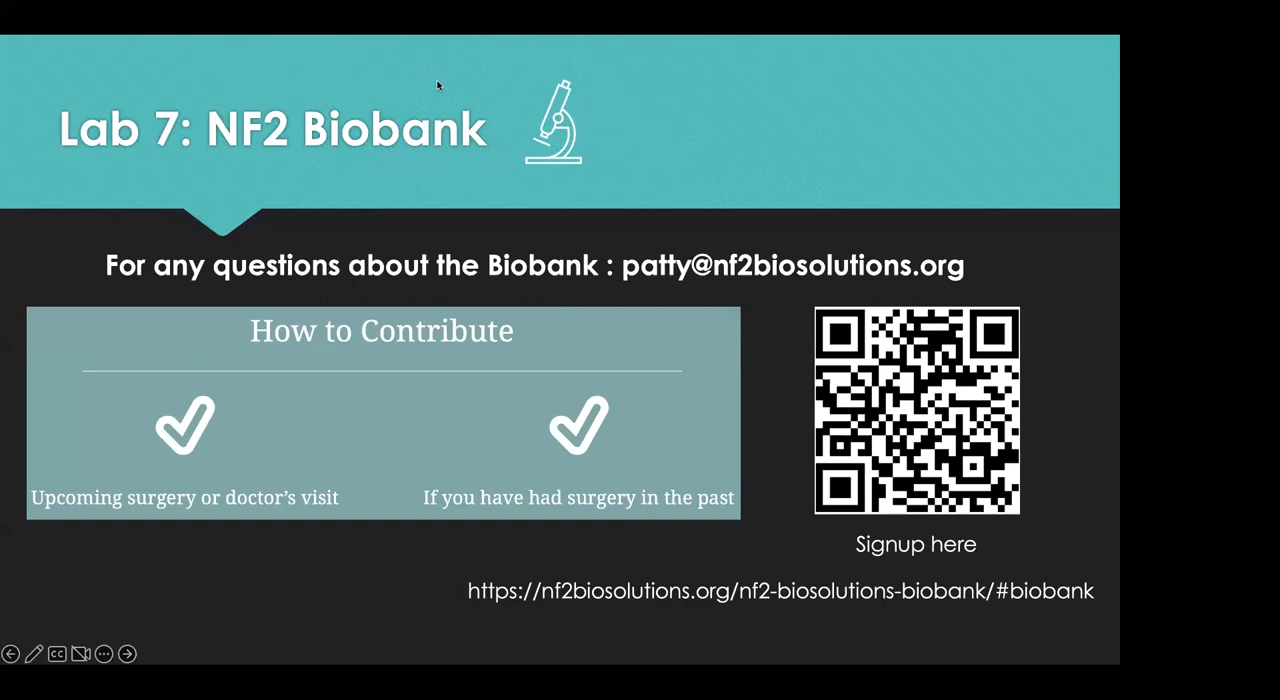 Lab 7: NF2 Biobank
For any questions about the Biobank : patty@nf2biosolutions.org
How to Contribute
Upcoming surgery or doctor’s visit
If you have had surgery in the past
Signup here
https://nf2biosolutions.org/nf2-biosolutions-biobank/#biobank
CC